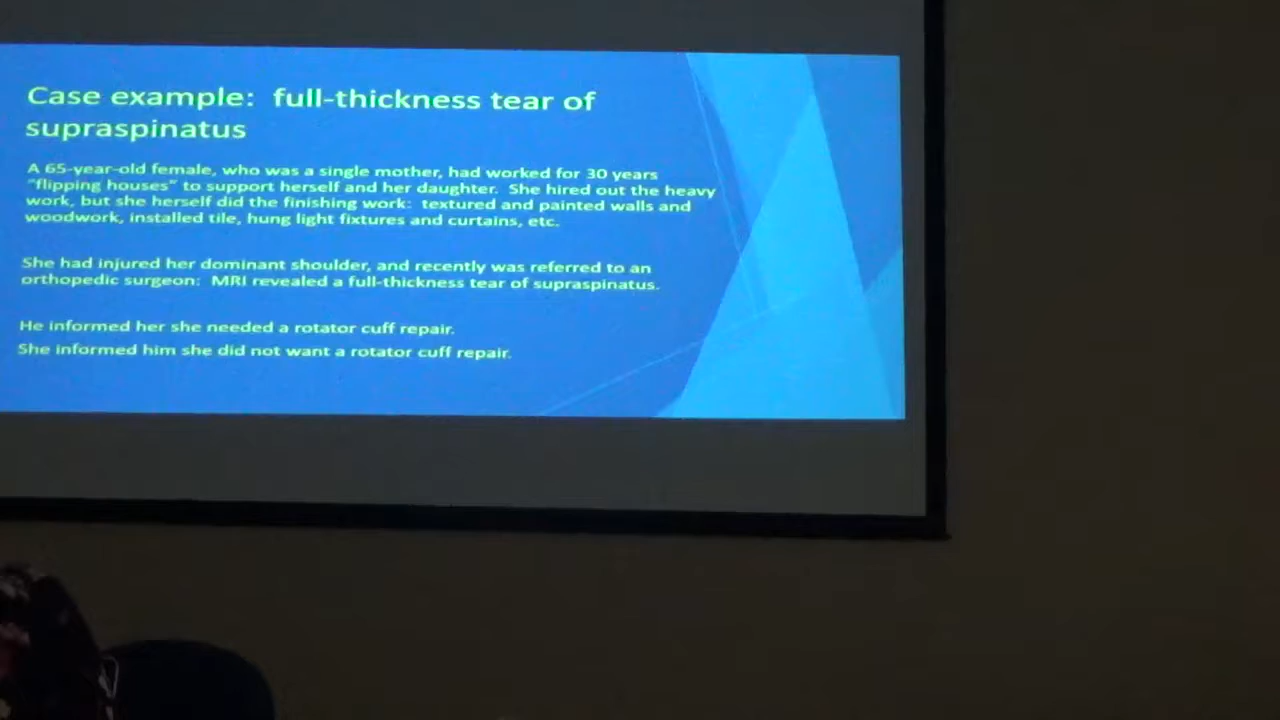 Case example:  full-thickness tear of
supraspinatus
A 65-year-old female, who was a single mother, had worked for 30 years
"flipping houses" to support herself and her daughter.  She hired out the heavy
work, but she herself did the finishing work:  textured and painted walls and
woodwork, installed tile, hung light fixtures and curtains, etc.
She had injured her dominant shoulder, and recently was referred to an
orthopedic surgeon:  MRI revealed a full-thickness tear of supraspinatus.
He informed her she needed a rotator cuff repair.
She informed him she did not want a rotator cuff repair.